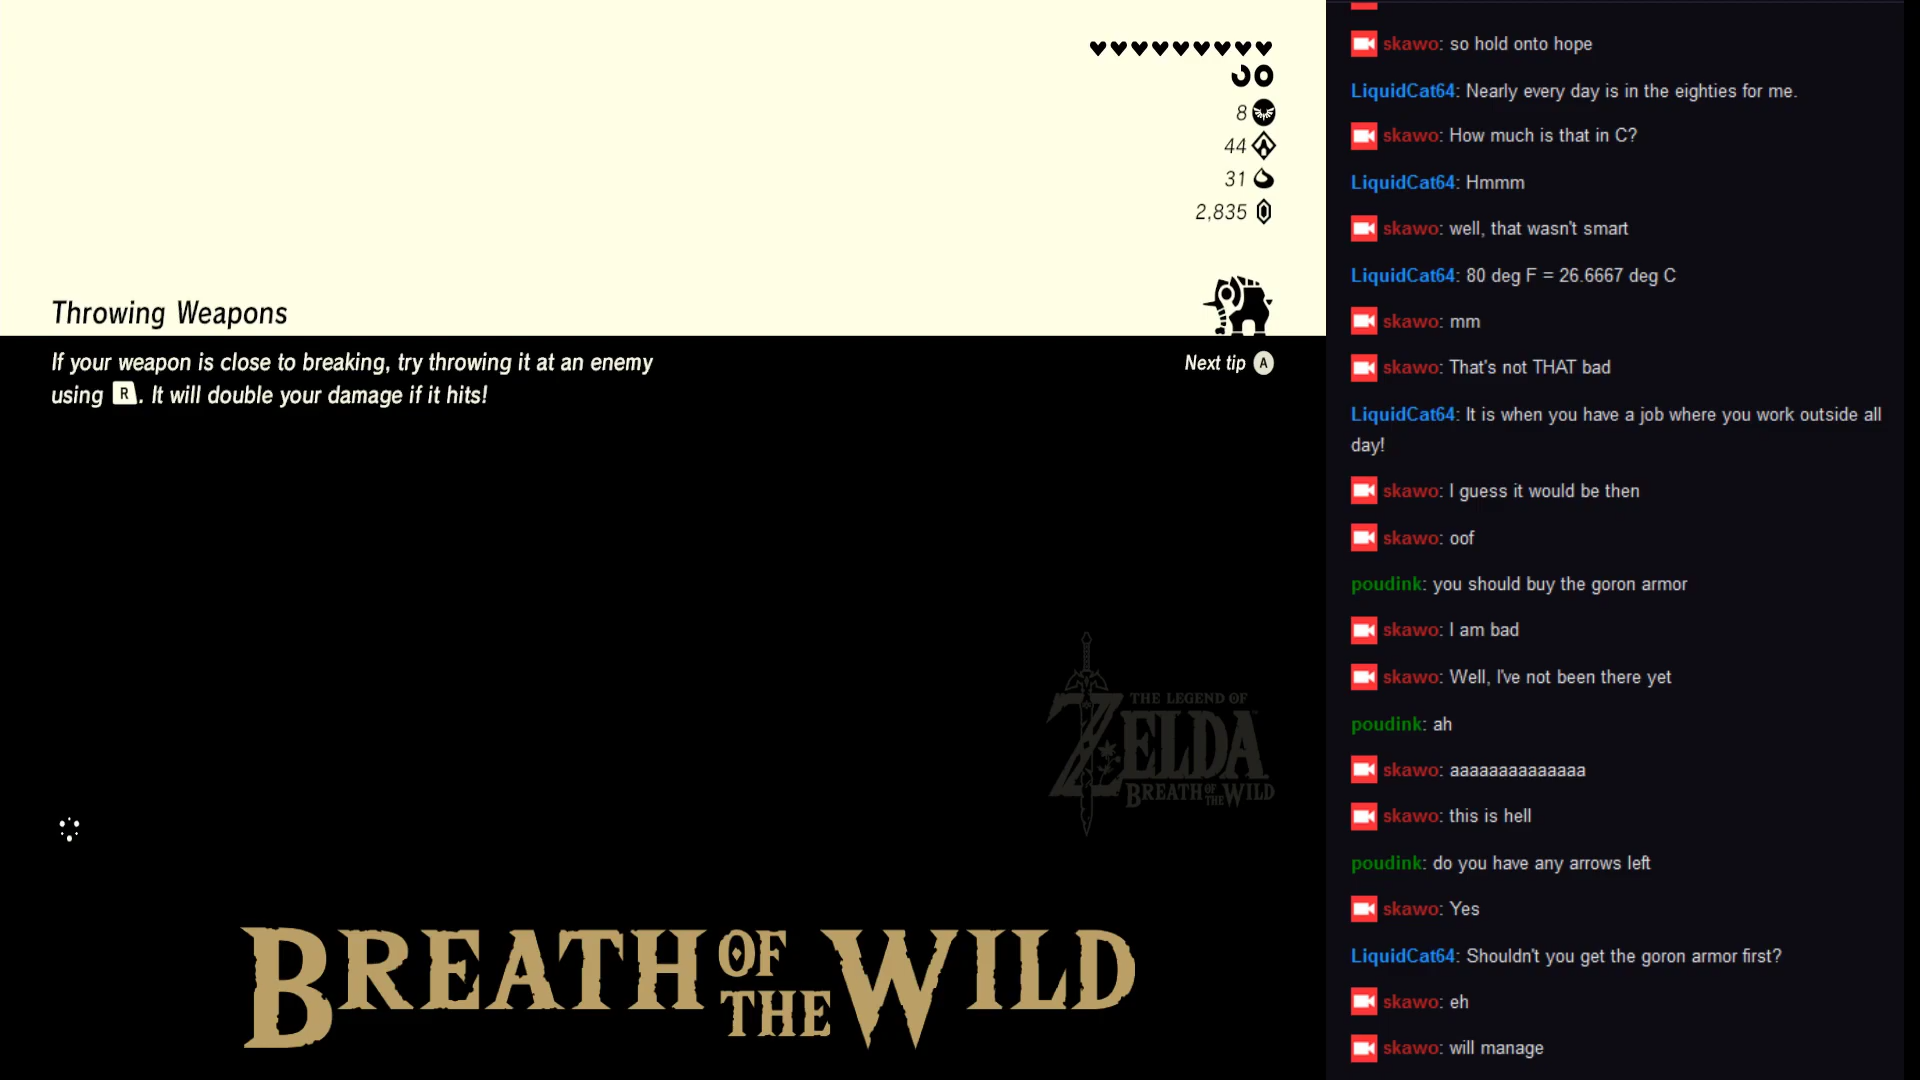 8
44
31
2,835
Throwing Weapons
If your weapon is close to breaking, try throwing it at an enemy
using R. It will double your damage if it hits!
Next tip A
THE LEGEND OF
ZELDA
BREATH OF THE WILD
BREATH OF THE WILD
skawo: so hold onto hope
LiquidCat64: Nearly every day is in the eighties for me.
skawo: How much is that in C?
LiquidCat64: Hmmm
skawo: well, that wasn't smart
LiquidCat64: 80 deg F = 26.6667 deg C
skawo: mm
skawo: That's not THAT bad
LiquidCat64: It is when you have a job where you work outside all
day!
skawo: I guess it would be then
skawo: oof
poudink: you should buy the goron armor
skawo: I am bad
skawo: Well, I've not been there yet
poudink: ah
skawo: aaaaaaaaaaaaaa
skawo: this is hell
poudink: do you have any arrows left
skawo: Yes
LiquidCat64: Shouldn't you get the goron armor first?
skawo: eh
skawo: will manage